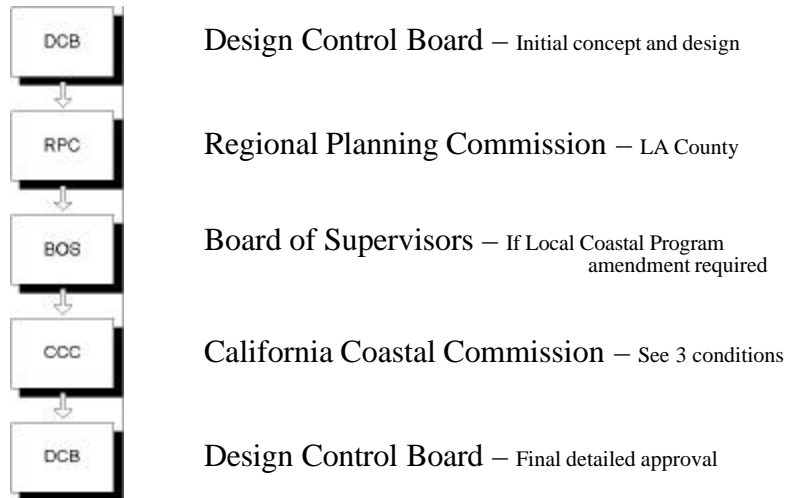 DCB
Design Control Board – Initial concept and design
RPC
Regional Planning Commission – LA County
BOS
Board of Supervisors – If Local Coastal Program
amendment required
CCC
California Coastal Commission – See 3 conditions
DCB
Design Control Board – Final detailed approval